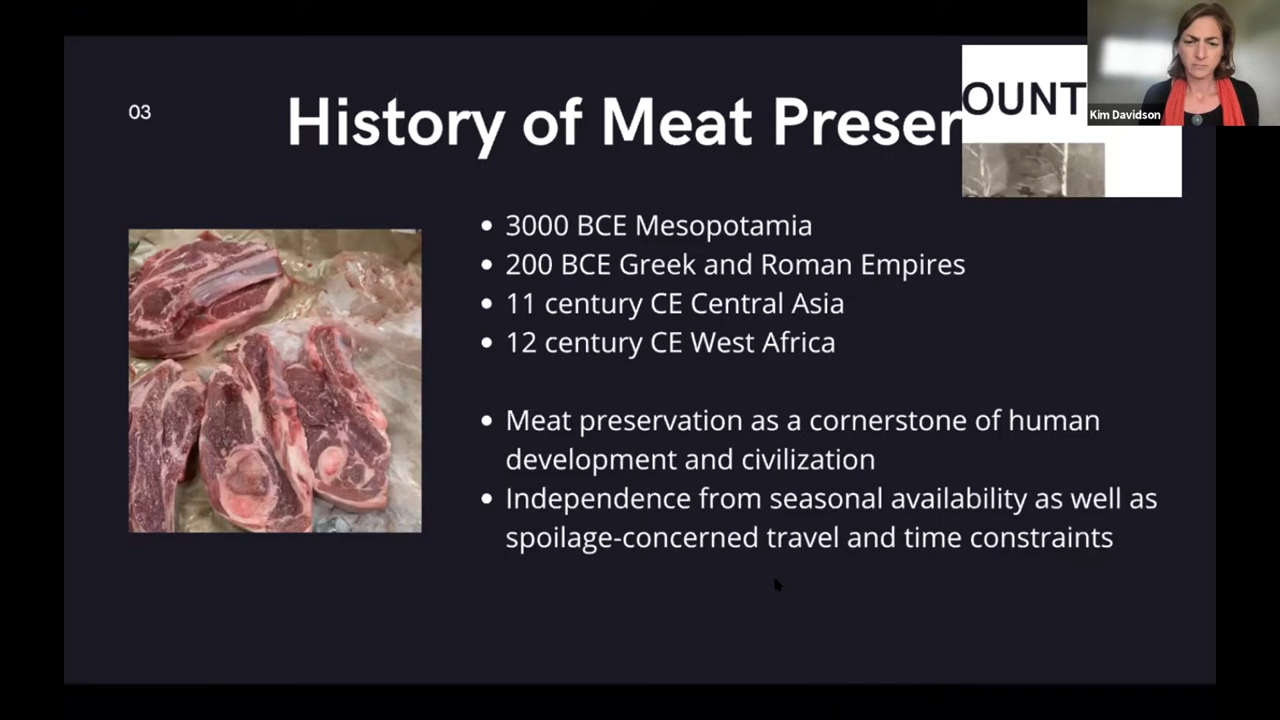 03
History of Meat Preser
OUNT
Kim Davidson
• 3000 BCE Mesopotamia
• 200 BCE Greek and Roman Empires
• 11 century CE Central Asia
• 12 century CE West Africa
• Meat preservation as a cornerstone of human
development and civilization
• Independence from seasonal availability as well as
spoilage-concerned travel and time constraints